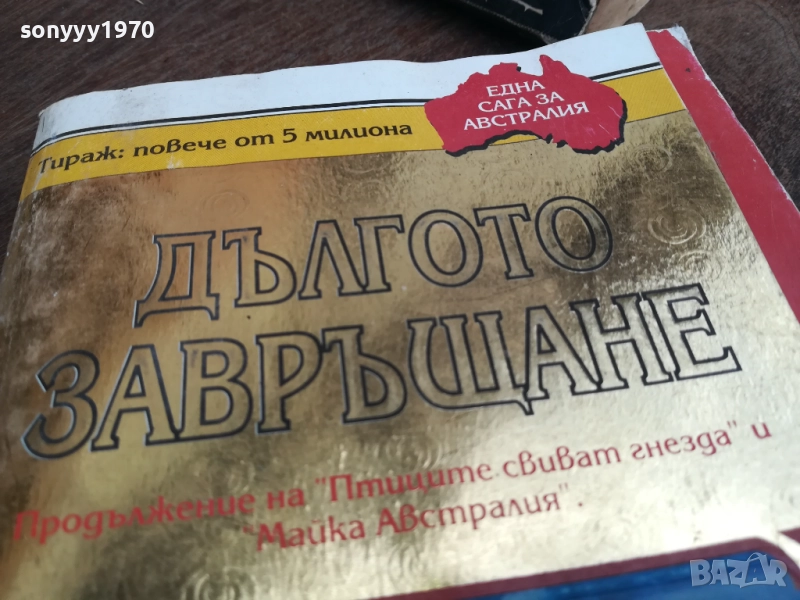 sonyyy1970
ЕДНА
САГА ЗА
АВСТРАЛИЯ
Тираж: повече от 5 милиона
ДЪЛГОТО
ЗАВРЪЩАНЕ
Продължение на "Птиците свиват гнезда" и
"Майка Австралия".
BAZAR